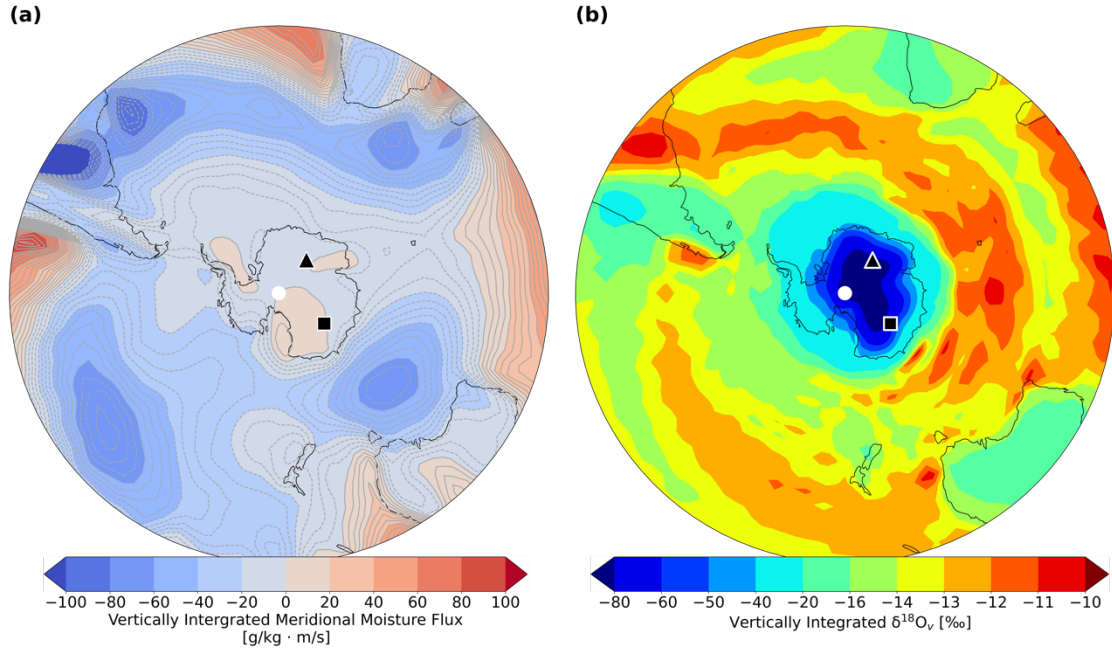 (a)
(b)
−100 −80 −60 −40 −20 0 20 40 60 80 100
Vertically Intergrated Meridional Moisture Flux
[g/kg · m/s]
−80 −60 −50 −40 −20 −16 −14 −13 −12 −11 −10
Vertically Integrated δ¹⁸Oᵥ [‰]